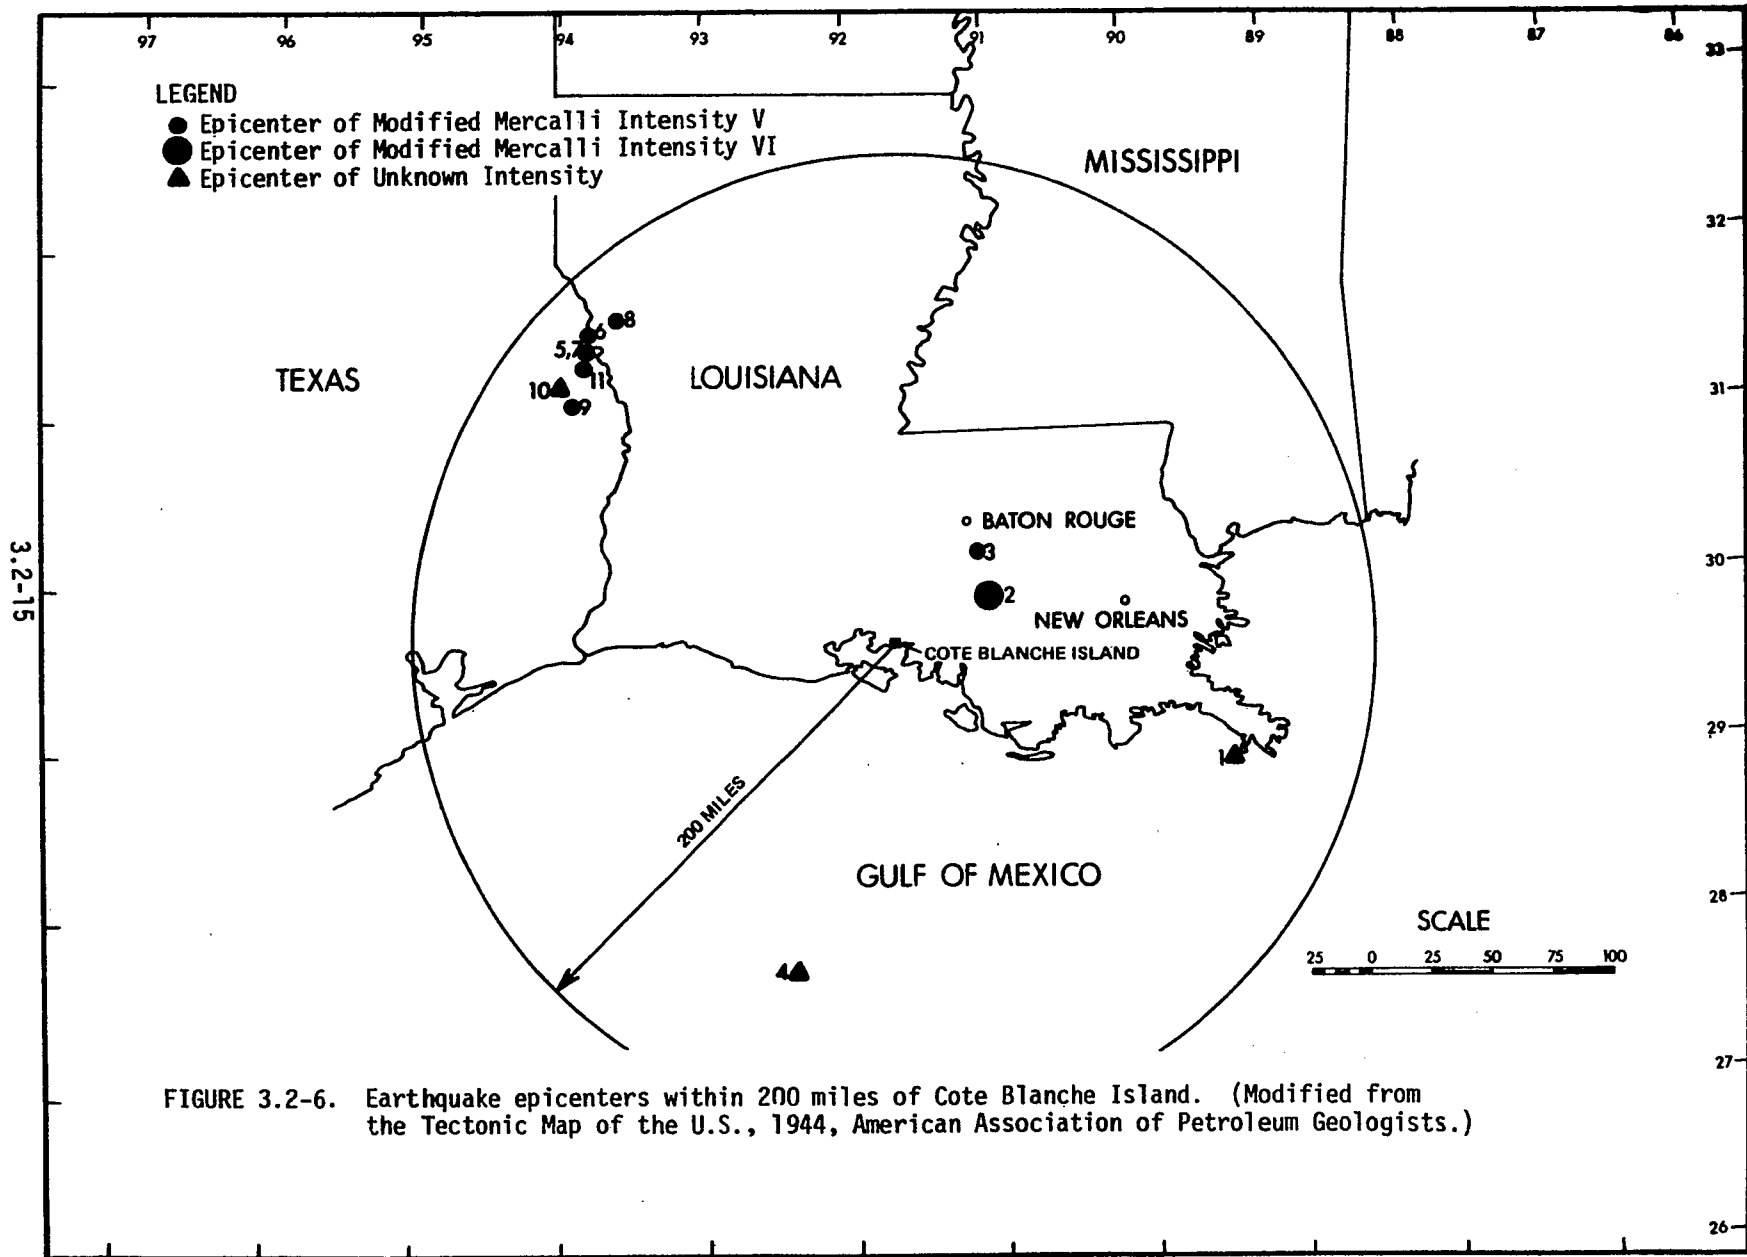 97 96 95 94 93 92 91 90 89 88 87 86
33
LEGEND
Epicenter of Modified Mercalli Intensity V
Epicenter of Modified Mercalli Intensity VI
Epicenter of Unknown Intensity
MISSISSIPPI
32
8
6
5,7
TEXAS
LOUISIANA
11
10
9
31
BATON ROUGE
3
30
3.2-15
2
NEW ORLEANS
COTE BLANCHE ISLAND
29
1
200 MILES
GULF OF MEXICO
28
SCALE
25 0 25 50 75 100
4
27
FIGURE 3.2-6. Earthquake epicenters within 200 miles of Cote Blanche Island. (Modified from
the Tectonic Map of the U.S., 1944, American Association of Petroleum Geologists.)
26